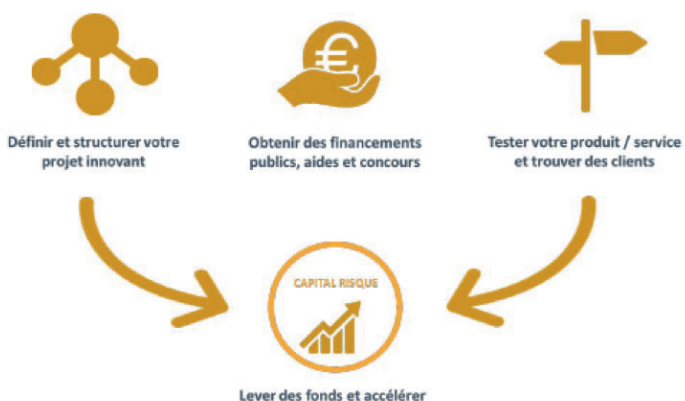 Définir et structurer votre
projet innovant
Obtenir des financements
publics, aides et concours
Tester votre produit / service
et trouver des clients
CAPITAL RISQUE
Lever des fonds et accélérer